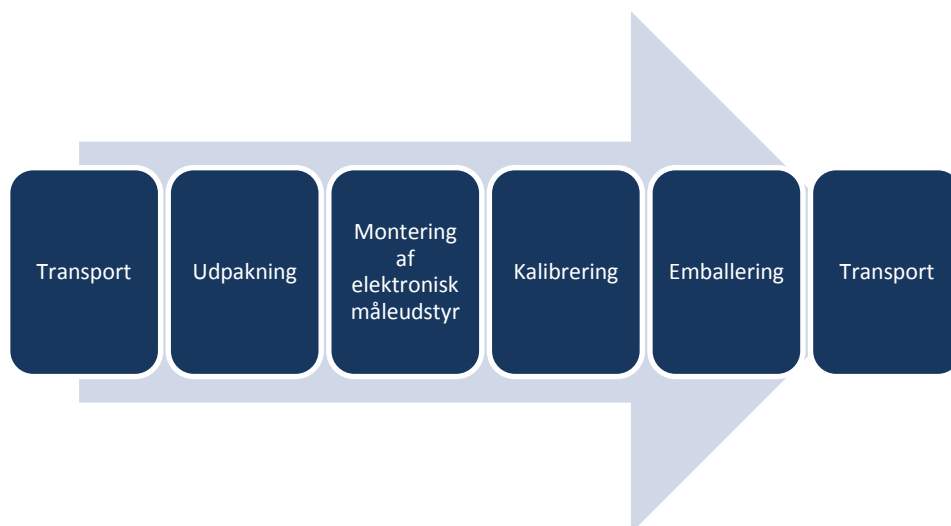 Transport
Udpakning
Montering
af
elektronisk
måleudstyr
Kalibrering
Emballering
Transport